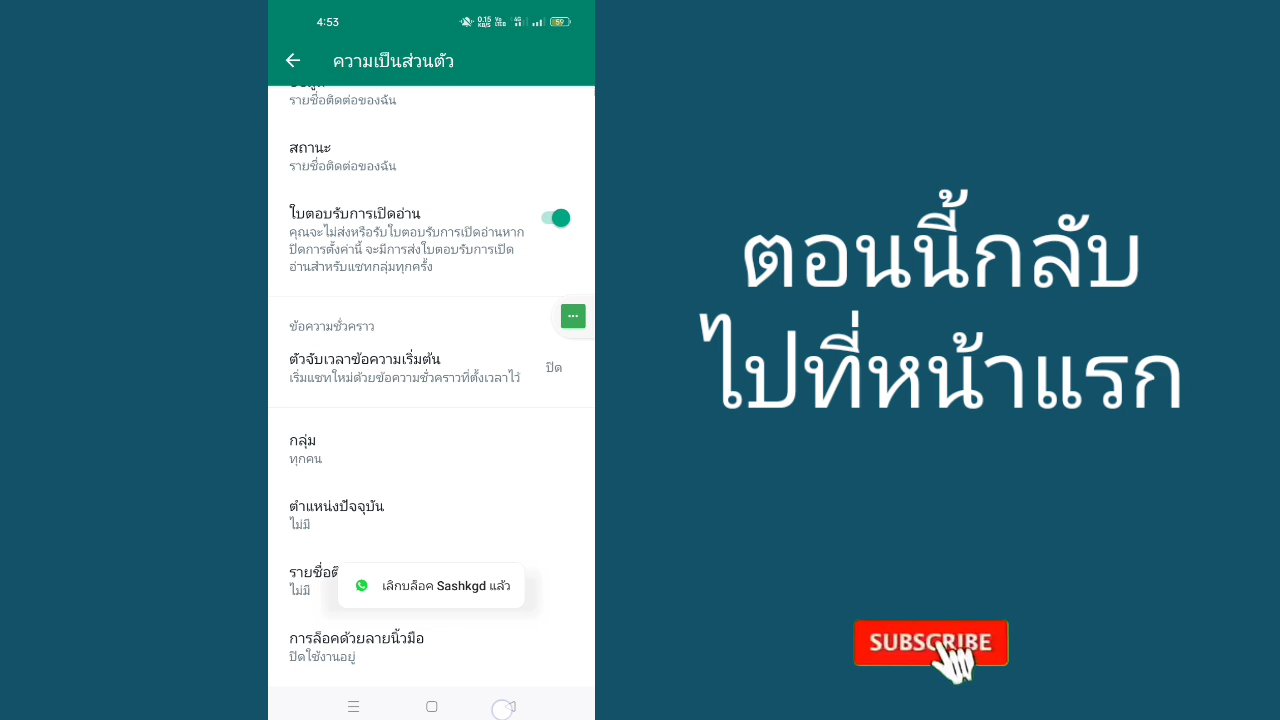 4:53
0.15
KB/S
Vo
LTE
4G
59
ความเป็นส่วนตัว
รายชื่อติดต่อของฉัน
สถานะ
รายชื่อติดต่อของฉัน
ใบตอบรับการเปิดอ่าน
คุณจะไม่ส่งหรือรับใบตอบรับการเปิดอ่านหาก
ปิดการตั้งค่านี้ จะมีการส่งใบตอบรับการเปิด
อ่านสำหรับแชทกลุ่มทุกครั้ง
ข้อความชั่วคราว
ตัวจับเวลาข้อความเริ่มต้น
เริ่มแชทใหม่ด้วยข้อความชั่วคราวที่ตั้งเวลาไว้
ปิด
กลุ่ม
ทุกคน
ตำแหน่งปัจจุบัน
ไม่มี
ไม่มี
เลิกบล็อค Sashkgd แล้ว
การล็อคด้วยลายนิ้วมือ
ปิดใช้งานอยู่
ตอนนี้กลับ
ไปที่หน้าแรก
SUBSCRIBE